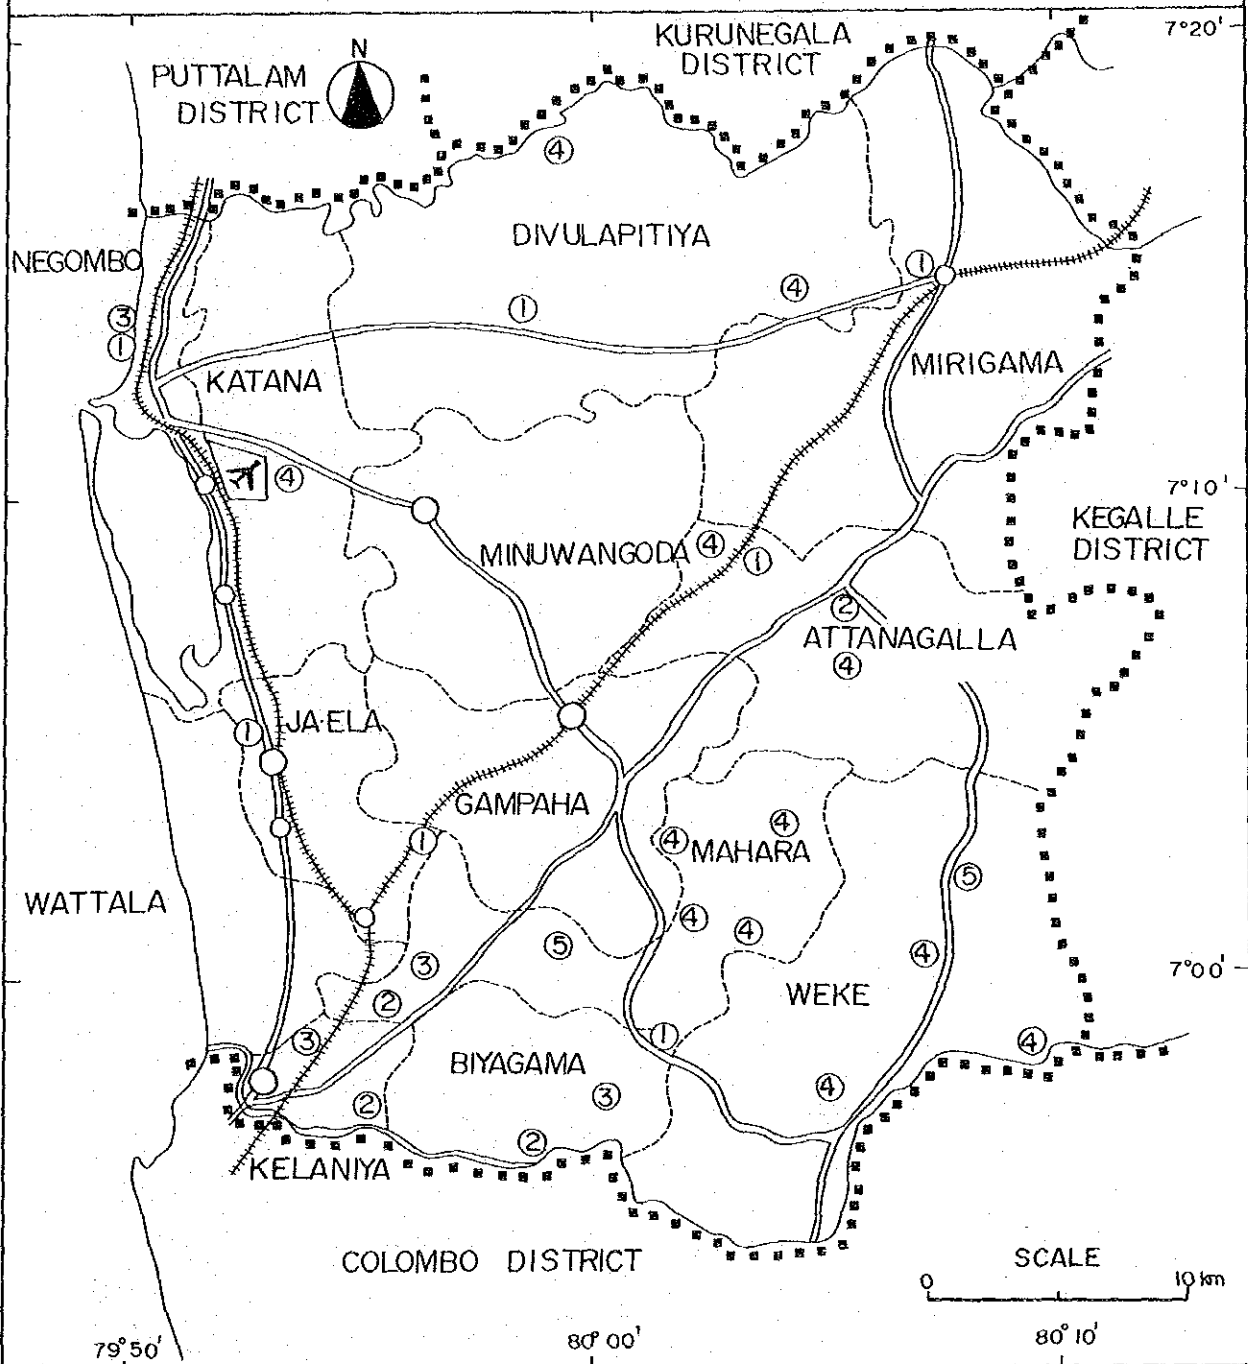 7°20'
KURUNEGALA
DISTRICT
N
PUTTALAM
DISTRICT
④
DIVULAPITIYA
NEGOMBO
①
④
①
③
①
MIRIGAMA
KATANA
④
7°10'
KEGALLE
DISTRICT
MINUWANGODA
④
①
②
ATTANAGALLA
④
JA-ELA
①
GAMPAHA
④
①
④
MAHARA
⑤
WATTALA
④
④
⑤
④
③
7°00'
WEKE
②
③
①
④
BIYAGAMA
④
③
②
②
KELANIYA
COLOMBO DISTRICT
SCALE
0
10 km
79°50'
80°00'
80°10'